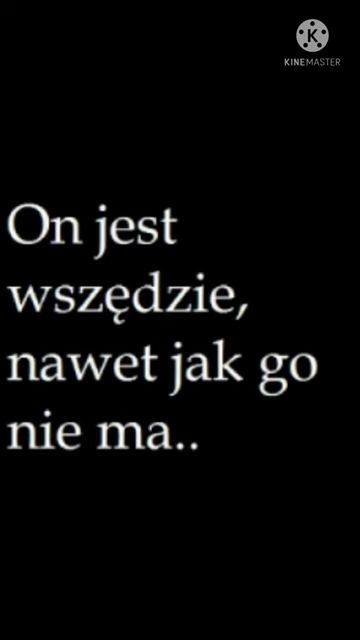 KINEMASTER
On jest
wszędzie,
nawet jak go
nie ma..